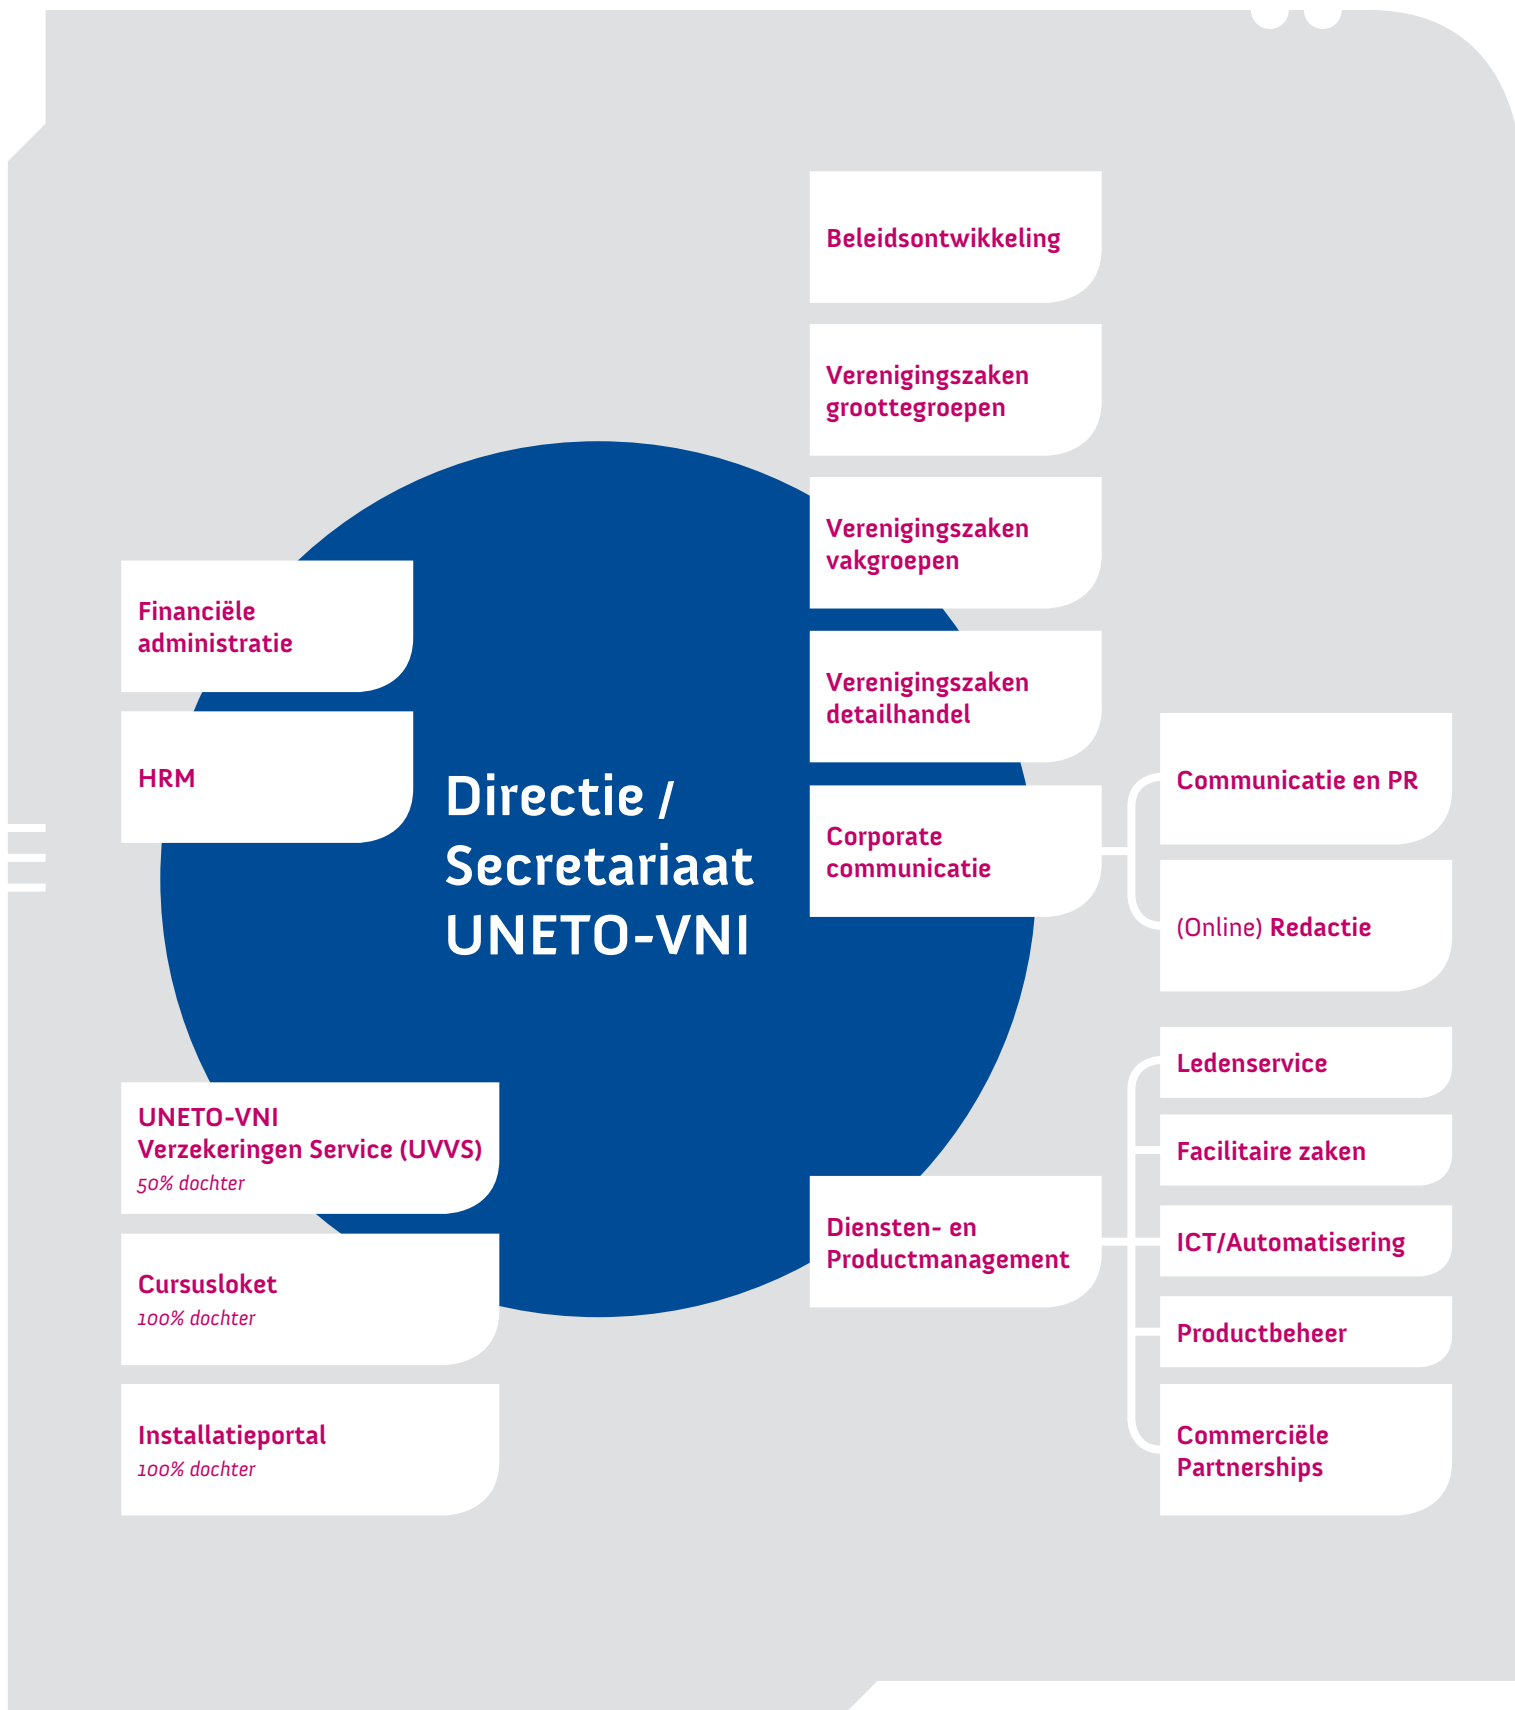 Beleidsontwikkeling
Verenigingszaken
groottegroepen
Verenigingszaken
vakgroepen
Verenigingszaken
detailhandel
Corporate
communicatie
Communicatie en PR
(Online) Redactie
Financiële
administratie
HRM
Directie /
Secretariaat
UNETO-VNI
UNETO-VNI
Verzekeringen Service (UVVS)
50% dochter
Cursusloket
100% dochter
Installatieportal
100% dochter
Diensten- en
Productmanagement
Ledenservice
Facilitaire zaken
ICT/Automatisering
Productbeheer
Commerciële
Partnerships